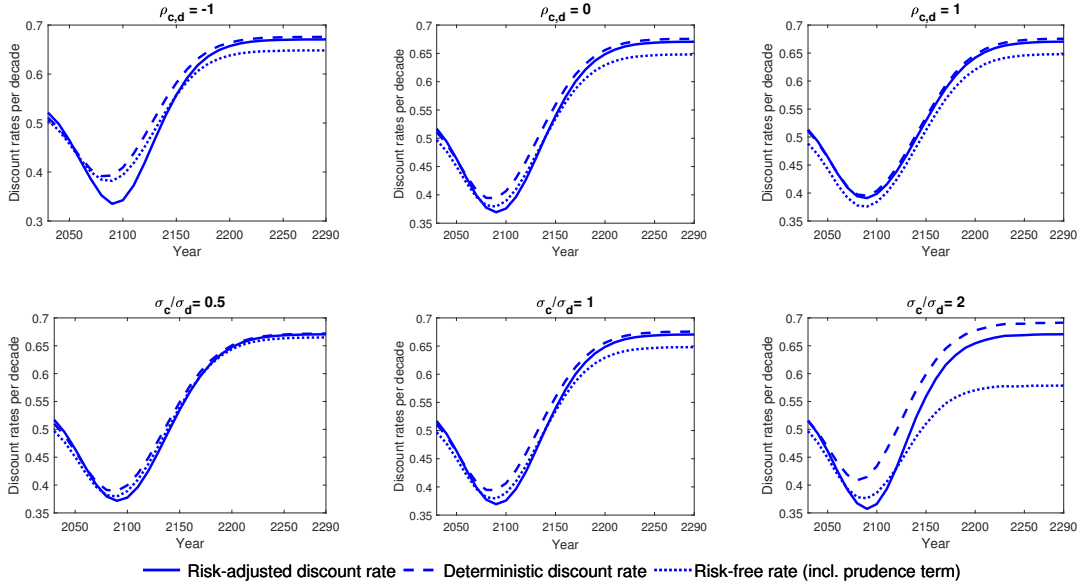 ρc,d = -1
0.7
0.6
0.5
0.4
0.3
2050 2100 2150 2200 2250 2290
Year
Discount rates per decade
ρc,d = 0
0.7
0.65
0.6
0.55
0.5
0.45
0.4
0.35
2050 2100 2150 2200 2250 2290
Year
Discount rates per decade
ρc,d = 1
0.7
0.65
0.6
0.55
0.5
0.45
0.4
0.35
2050 2100 2150 2200 2250 2290
Year
Discount rates per decade
σc/σd= 0.5
0.7
0.65
0.6
0.55
0.5
0.45
0.4
0.35
2050 2100 2150 2200 2250 2290
Year
Discount rates per decade
σc/σd= 1
0.7
0.65
0.6
0.55
0.5
0.45
0.4
0.35
2050 2100 2150 2200 2250 2290
Year
Discount rates per decade
σc/σd= 2
0.7
0.65
0.6
0.55
0.5
0.45
0.4
0.35
2050 2100 2150 2200 2250 2290
Year
Discount rates per decade
Risk-adjusted discount rate Deterministic discount rate Risk-free rate (incl. prudence term)